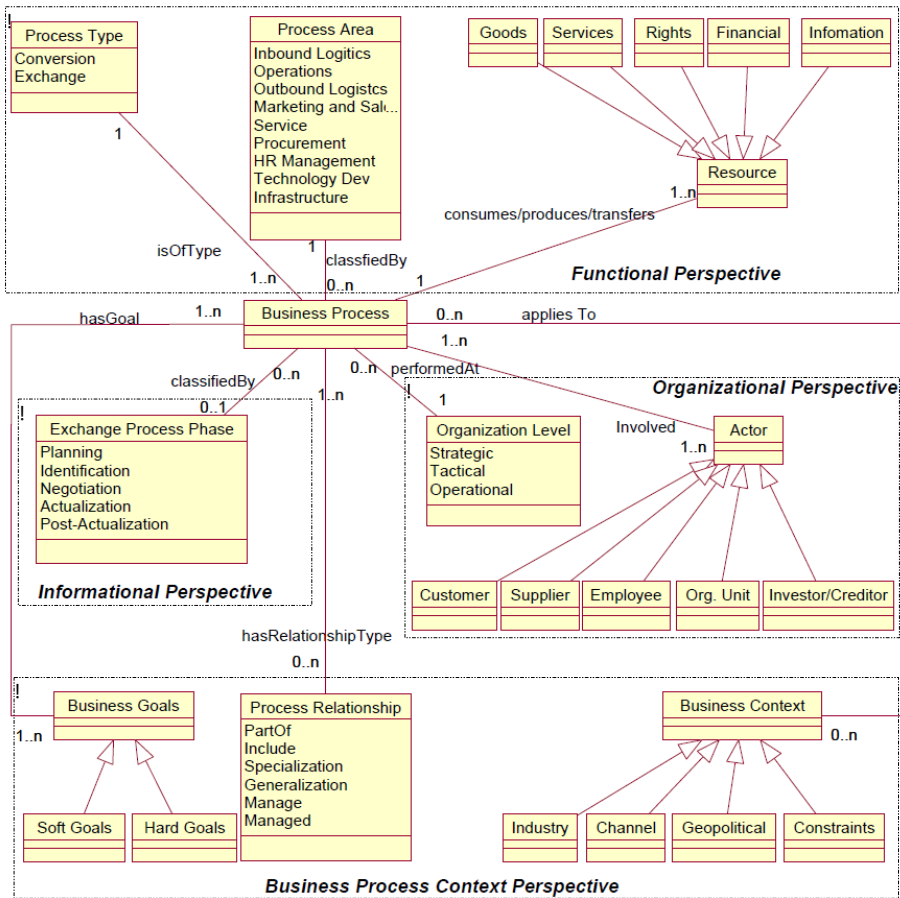 !
Process Type
Conversion
Exchange
1
Process Area
Inbound Logitics
Operations
Outbound Logistcs
Marketing and Sal...
Service
Procurement
HR Management
Technology Dev
Infrastructure
1
Goods
Services
Rights
Financial
Infomation
Resource
1..n
consumes/produces/transfers
isOfType
classfiedBy
1..n
0..n
1
Functional Perspective
hasGoal
1..n
Business Process
0..n
applies To
1..n
classifiedBy
0..n
1..n
0..n
performedAt
0..1
1
!
Exchange Process Phase
Planning
Identification
Negotiation
Actualization
Post-Actualization
Informational Perspective
!
Organizational Perspective
Organization Level
Strategic
Tactical
Operational
Involved
1..n
Actor
Customer
Supplier
Employee
Org. Unit
Investor/Creditor
hasRelationshipType
0..n
!
Business Goals
1..n
Soft Goals
Hard Goals
Process Relationship
PartOf
Include
Specialization
Generalization
Manage
Managed
Business Context
0..n
Industry
Channel
Geopolitical
Constraints
Business Process Context Perspective